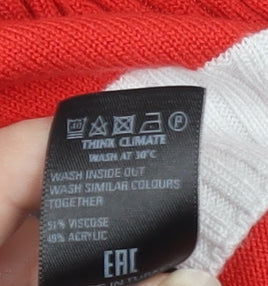 40
P
THINK CLIMATE
WASH AT 30°C
WASH INSIDE OUT
WASH SIMILAR COLOURS
TOGETHER
51% VISCOSE
49% ACRYLIC
EAC